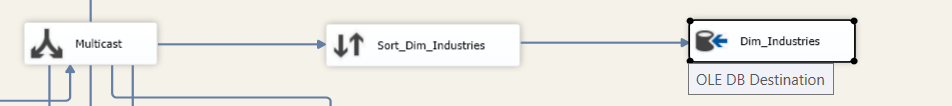 Multicast
Sort_Dim_Industries
Dim_Industries
OLE DB Destination